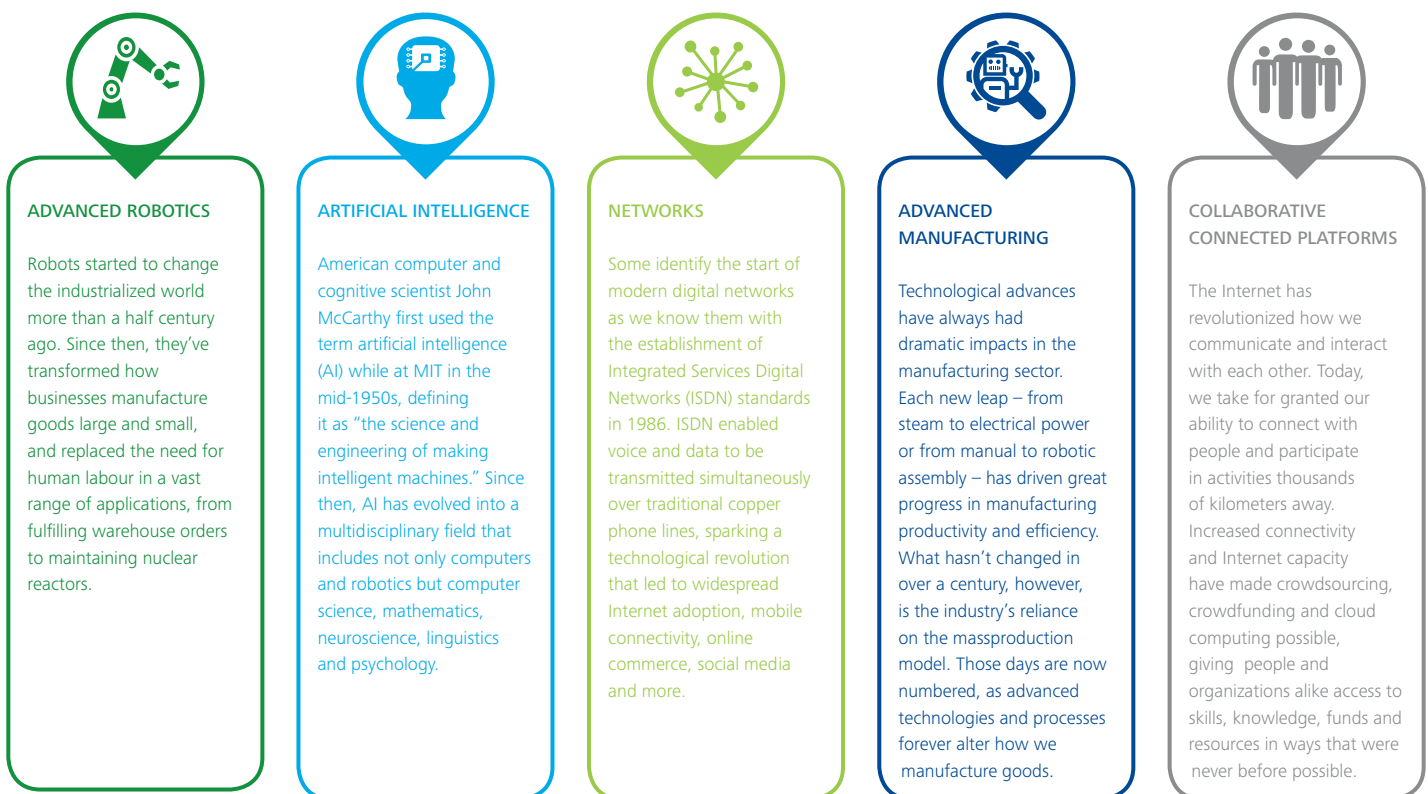 ADVANCED ROBOTICS
Robots started to change
the industrialized world
more than a half century
ago. Since then, they’ve
transformed how
businesses manufacture
goods large and small,
and replaced the need for
human labour in a vast
range of applications, from
fulfilling warehouse orders
to maintaining nuclear
reactors.
ARTIFICIAL INTELLIGENCE
American computer and
cognitive scientist John
McCarthy first used the
term artificial intelligence
(AI) while at MIT in the
mid-1950s, defining
it as “the science and
engineering of making
intelligent machines.” Since
then, AI has evolved into a
multidisciplinary field that
includes not only computers
and robotics but computer
science, mathematics,
neuroscience, linguistics
and psychology.
NETWORKS
Some identify the start of
modern digital networks
as we know them with
the establishment of
Integrated Services Digital
Networks (ISDN) standards
in 1986. ISDN enabled
voice and data to be
transmitted simultaneously
over traditional copper
phone lines, sparking a
technological revolution
that led to widespread
Internet adoption, mobile
connectivity, online
commerce, social media
and more.
ADVANCED
MANUFACTURING
Technological advances
have always had
dramatic impacts in the
manufacturing sector.
Each new leap – from
steam to electrical power
or from manual to robotic
assembly – has driven great
progress in manufacturing
productivity and efficiency.
What hasn’t changed in
over a century, however,
is the industry’s reliance
on the massproduction
model. Those days are now
numbered, as advanced
technologies and processes
forever alter how we
manufacture goods.
COLLABORATIVE
CONNECTED PLATFORMS
The Internet has
revolutionized how we
communicate and interact
with each other. Today,
we take for granted our
ability to connect with
people and participate
in activities thousands
of kilometers away.
Increased connectivity
and Internet capacity
have made crowdsourcing,
crowdfunding and cloud
computing possible,
giving people and
organizations alike access to
skills, knowledge, funds and
resources in ways that were
never before possible.